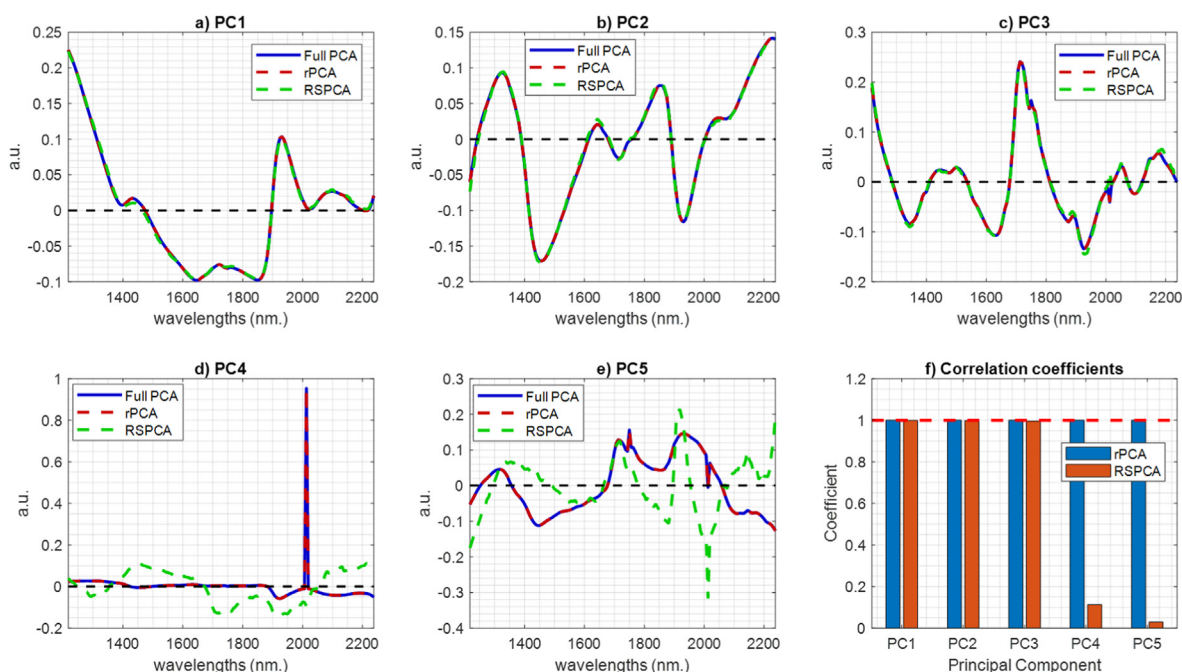 a) PC1
0.25
0.2
0.15
0.1
0.05
0
-0.05
-0.1
a.u.
Full PCA
rPCA
RSPCA
1400 1600 1800 2000 2200
wavelengths (nm.)
b) PC2
0.15
0.1
0.05
0
-0.05
-0.1
-0.15
-0.2
a.u.
Full PCA
rPCA
RSPCA
1400 1600 1800 2000 2200
wavelengths (nm.)
c) PC3
0.3
0.2
0.1
0
-0.1
-0.2
a.u.
Full PCA
rPCA
RSPCA
1400 1600 1800 2000 2200
wavelengths (nm.)
d) PC4
1
0.8
0.6
0.4
0.2
0
-0.2
a.u.
Full PCA
rPCA
RSPCA
1400 1600 1800 2000 2200
wavelengths (nm.)
e) PC5
0.3
0.2
0.1
0
-0.1
-0.2
-0.3
-0.4
a.u.
Full PCA
rPCA
RSPCA
1400 1600 1800 2000 2200
wavelengths (nm.)
f) Correlation coefficients
1.2
1
0.8
0.6
0.4
0.2
0
Coefficient
rPCA
RSPCA
PC1 PC2 PC3 PC4 PC5
Principal Component